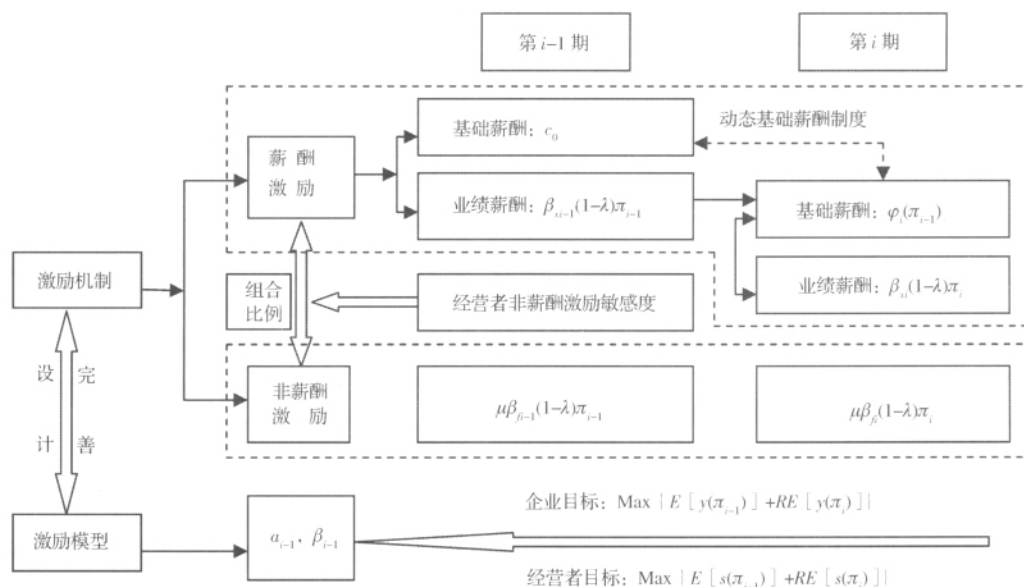 第 i−1 期
第 i 期
动态基础薪酬制度
薪 酬
激 励
基础薪酬：c₀
业绩薪酬：β_{xi−1}(1−λ)π_{i−1}
基础薪酬：φ_i(π_{i−1})
业绩薪酬：β_{xi}(1−λ)π_i
激励机制
组合
比例
经营者非薪酬激励敏感度
设 完
计 善
非薪酬
激 励
μβ_{fi−1}(1−λ)π_{i−1}
μβ_{fi}(1−λ)π_i
激励模型
a_{i−1}，β_{i−1}
企业目标：Max｛E［y(π_{i−1})］+RE［y(π_i)］｝
经营者目标：Max｛E［s(π_{i−1})］+RE［s(π_i)］｝